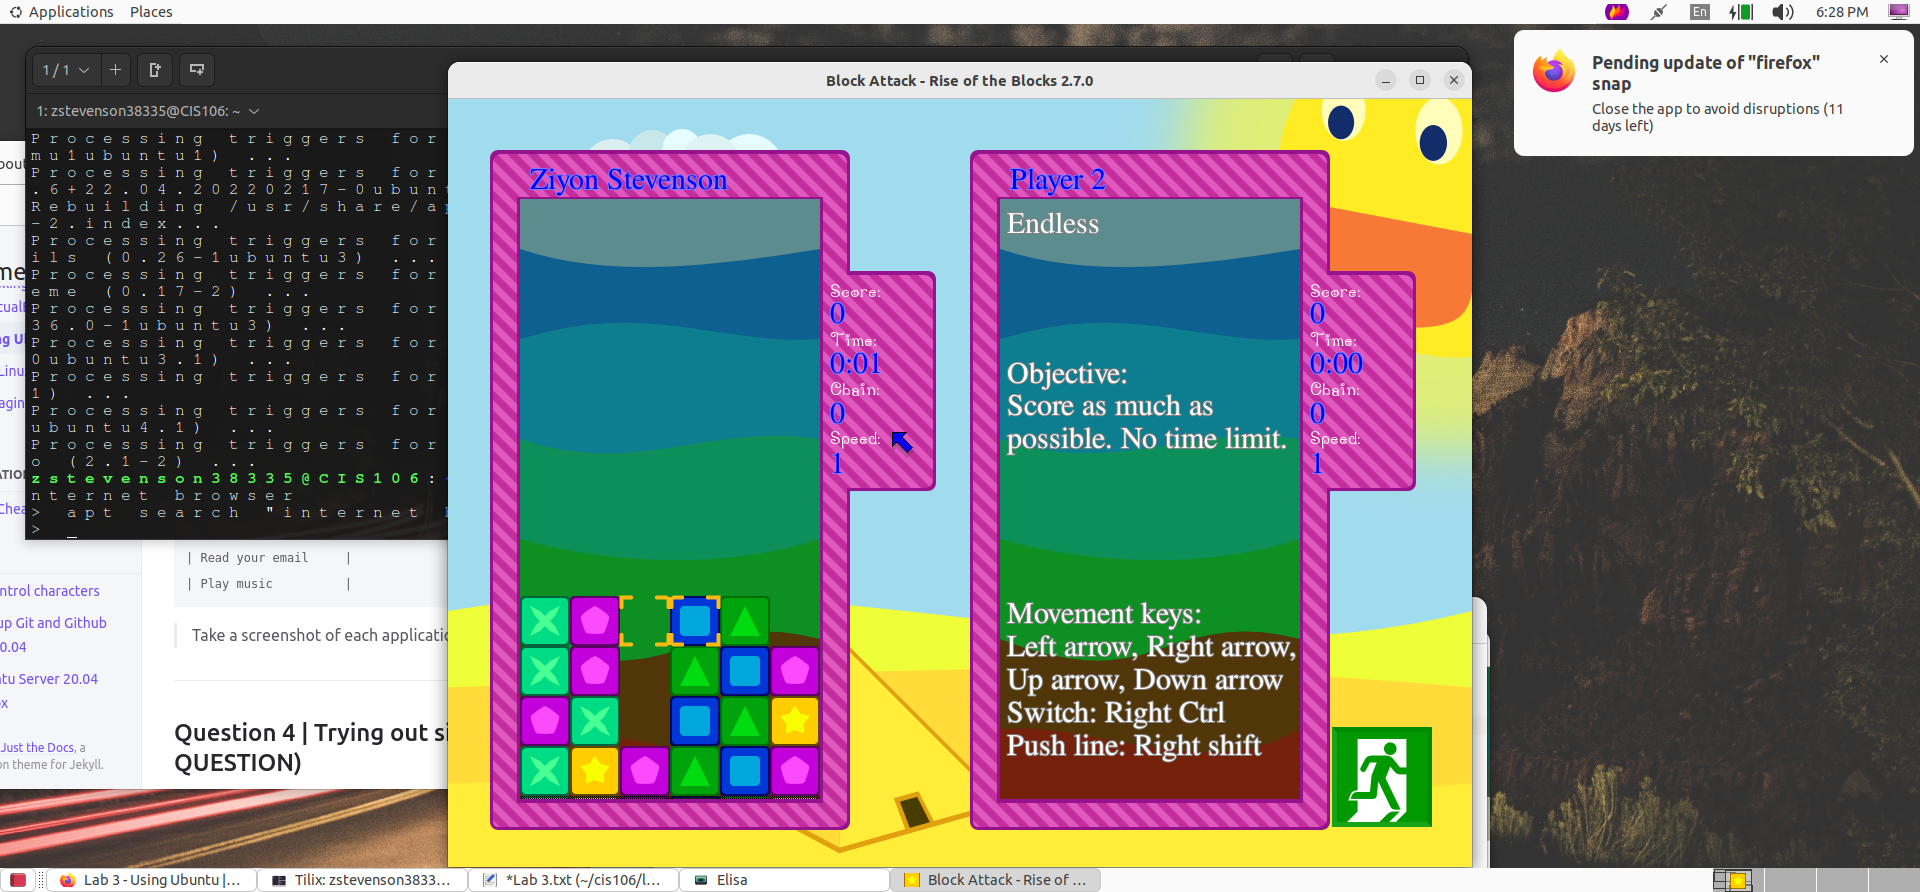 Applications Places
En
6:28 PM
Pending update of "firefox"
snap
Close the app to avoid disruptions (11
days left)
1 / 1
1: zstevenson38335@CIS106: ~
Processing triggers for
mu1ubuntu1) ...
Processing triggers for
.6+22.04.20220217-0ubun
Rebuilding /usr/share/a
-2.index...
Processing triggers for
ils (0.26-1ubuntu3) ...
Processing triggers for
eme (0.17-2) ...
Processing triggers for
36.0-1ubuntu3) ...
Processing triggers for
0ubuntu3.1) ...
Processing triggers for
1) ...
Processing triggers for
ubuntu4.1) ...
Processing triggers for
o (2.1-2) ...
zstevenson38335@CIS106:
nternet browser
> apt search "internet
> _
Block Attack - Rise of the Blocks 2.7.0
Ziyon Stevenson
Score:
0
Time:
0:01
Chain:
0
Speed:
1
Player 2
Endless
Objective:
Score as much as
possible. No time limit.
Movement keys:
Left arrow, Right arrow,
Up arrow, Down arrow
Switch: Right Ctrl
Push line: Right shift
Score:
0
Time:
0:00
Chain:
0
Speed:
1
ntrol characters
up Git and Github
0.04
tu Server 20.04
ox
Just the Docs, a
on theme for Jekyll.
| Read your email |
| Play music |
Take a screenshot of each applicatio
Question 4 | Trying out si
QUESTION)
Lab 3 - Using Ubuntu |...
Tilix: zstevenson3833...
*Lab 3.txt (~/cis106/l...
Elisa
Block Attack - Rise of ...